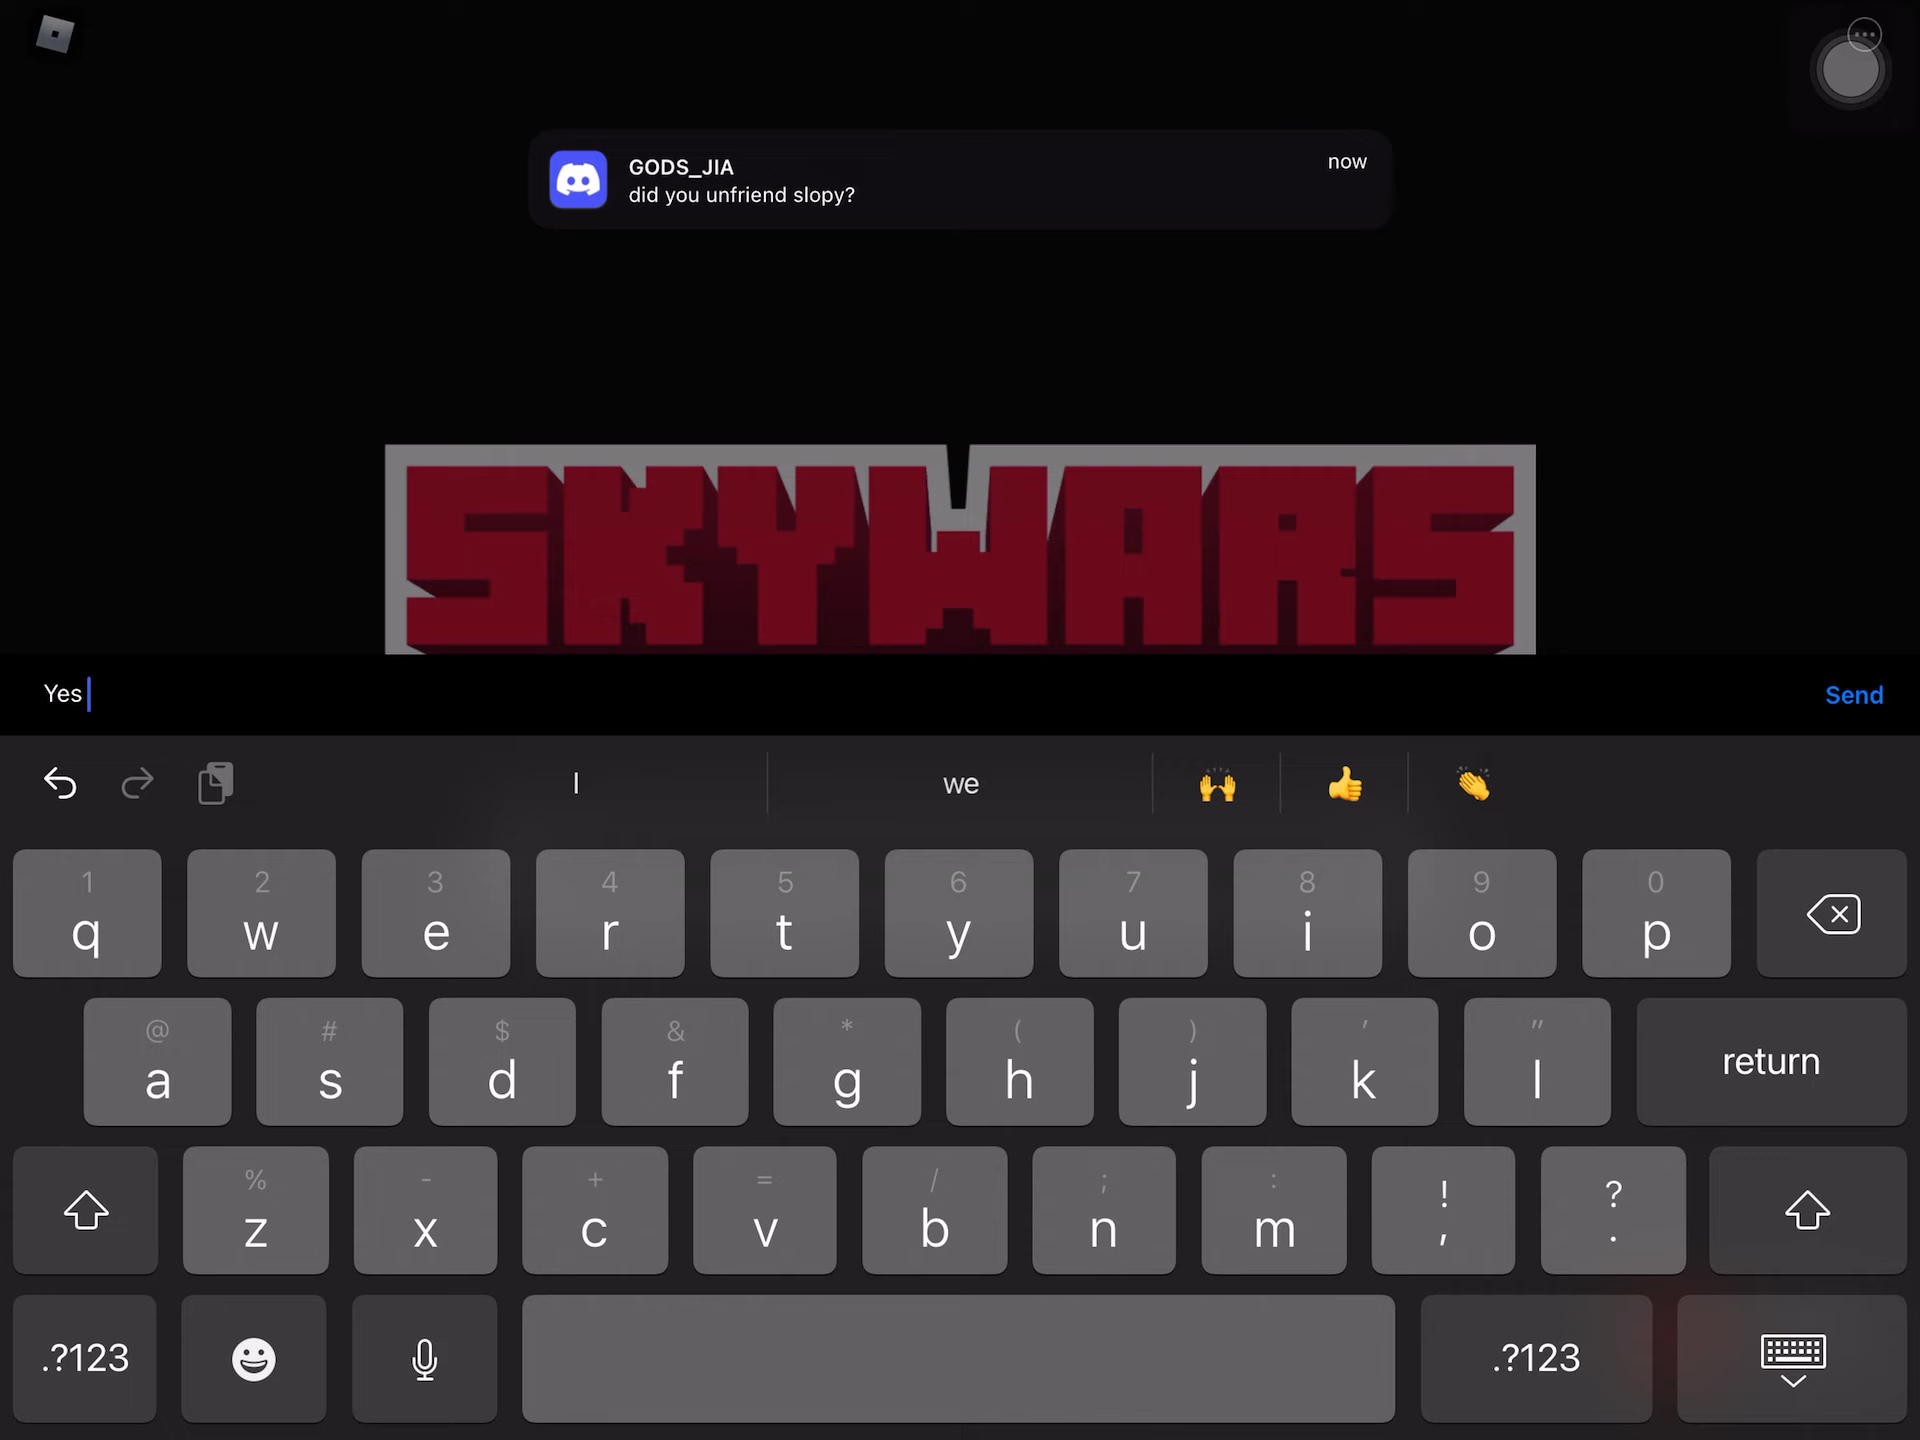 GODS_JIA
now
did you unfriend slopy?
SKYWARS
Yes
Send
I
we
1 2 3 4 5 6 7 8 9 0
q w e r t y u i o p
@ # $ & * ( ) ' "
a s d f g h j k l return
% - + = / ; : ! ?
z x c v b n m , .
.?123 .?123